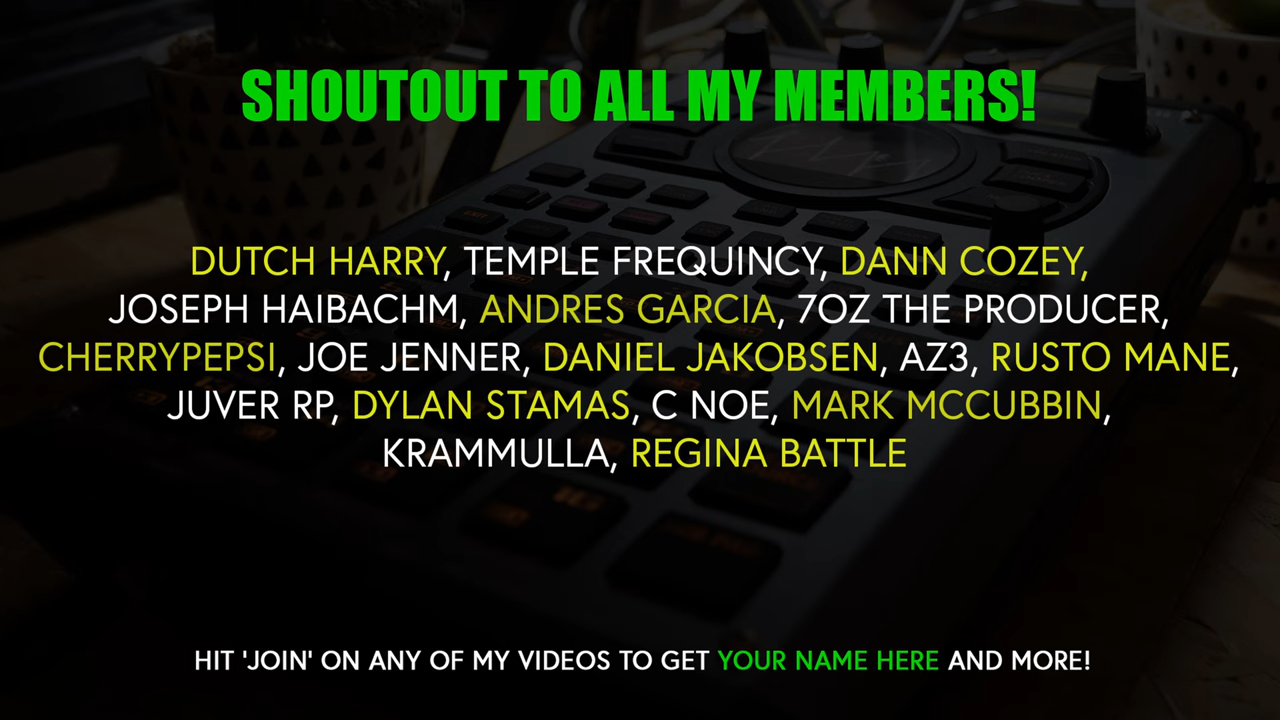 SHOUTOUT TO ALL MY MEMBERS!
DUTCH HARRY, TEMPLE FREQUINCY, DANN COZEY,
JOSEPH HAIBACHM, ANDRES GARCIA, 7OZ THE PRODUCER,
CHERRYPEPSI, JOE JENNER, DANIEL JAKOBSEN, AZ3, RUSTO MANE,
JUVER RP, DYLAN STAMAS, C NOE, MARK MCCUBBIN,
KRAMMULLA, REGINA BATTLE
HIT 'JOIN' ON ANY OF MY VIDEOS TO GET YOUR NAME HERE AND MORE!